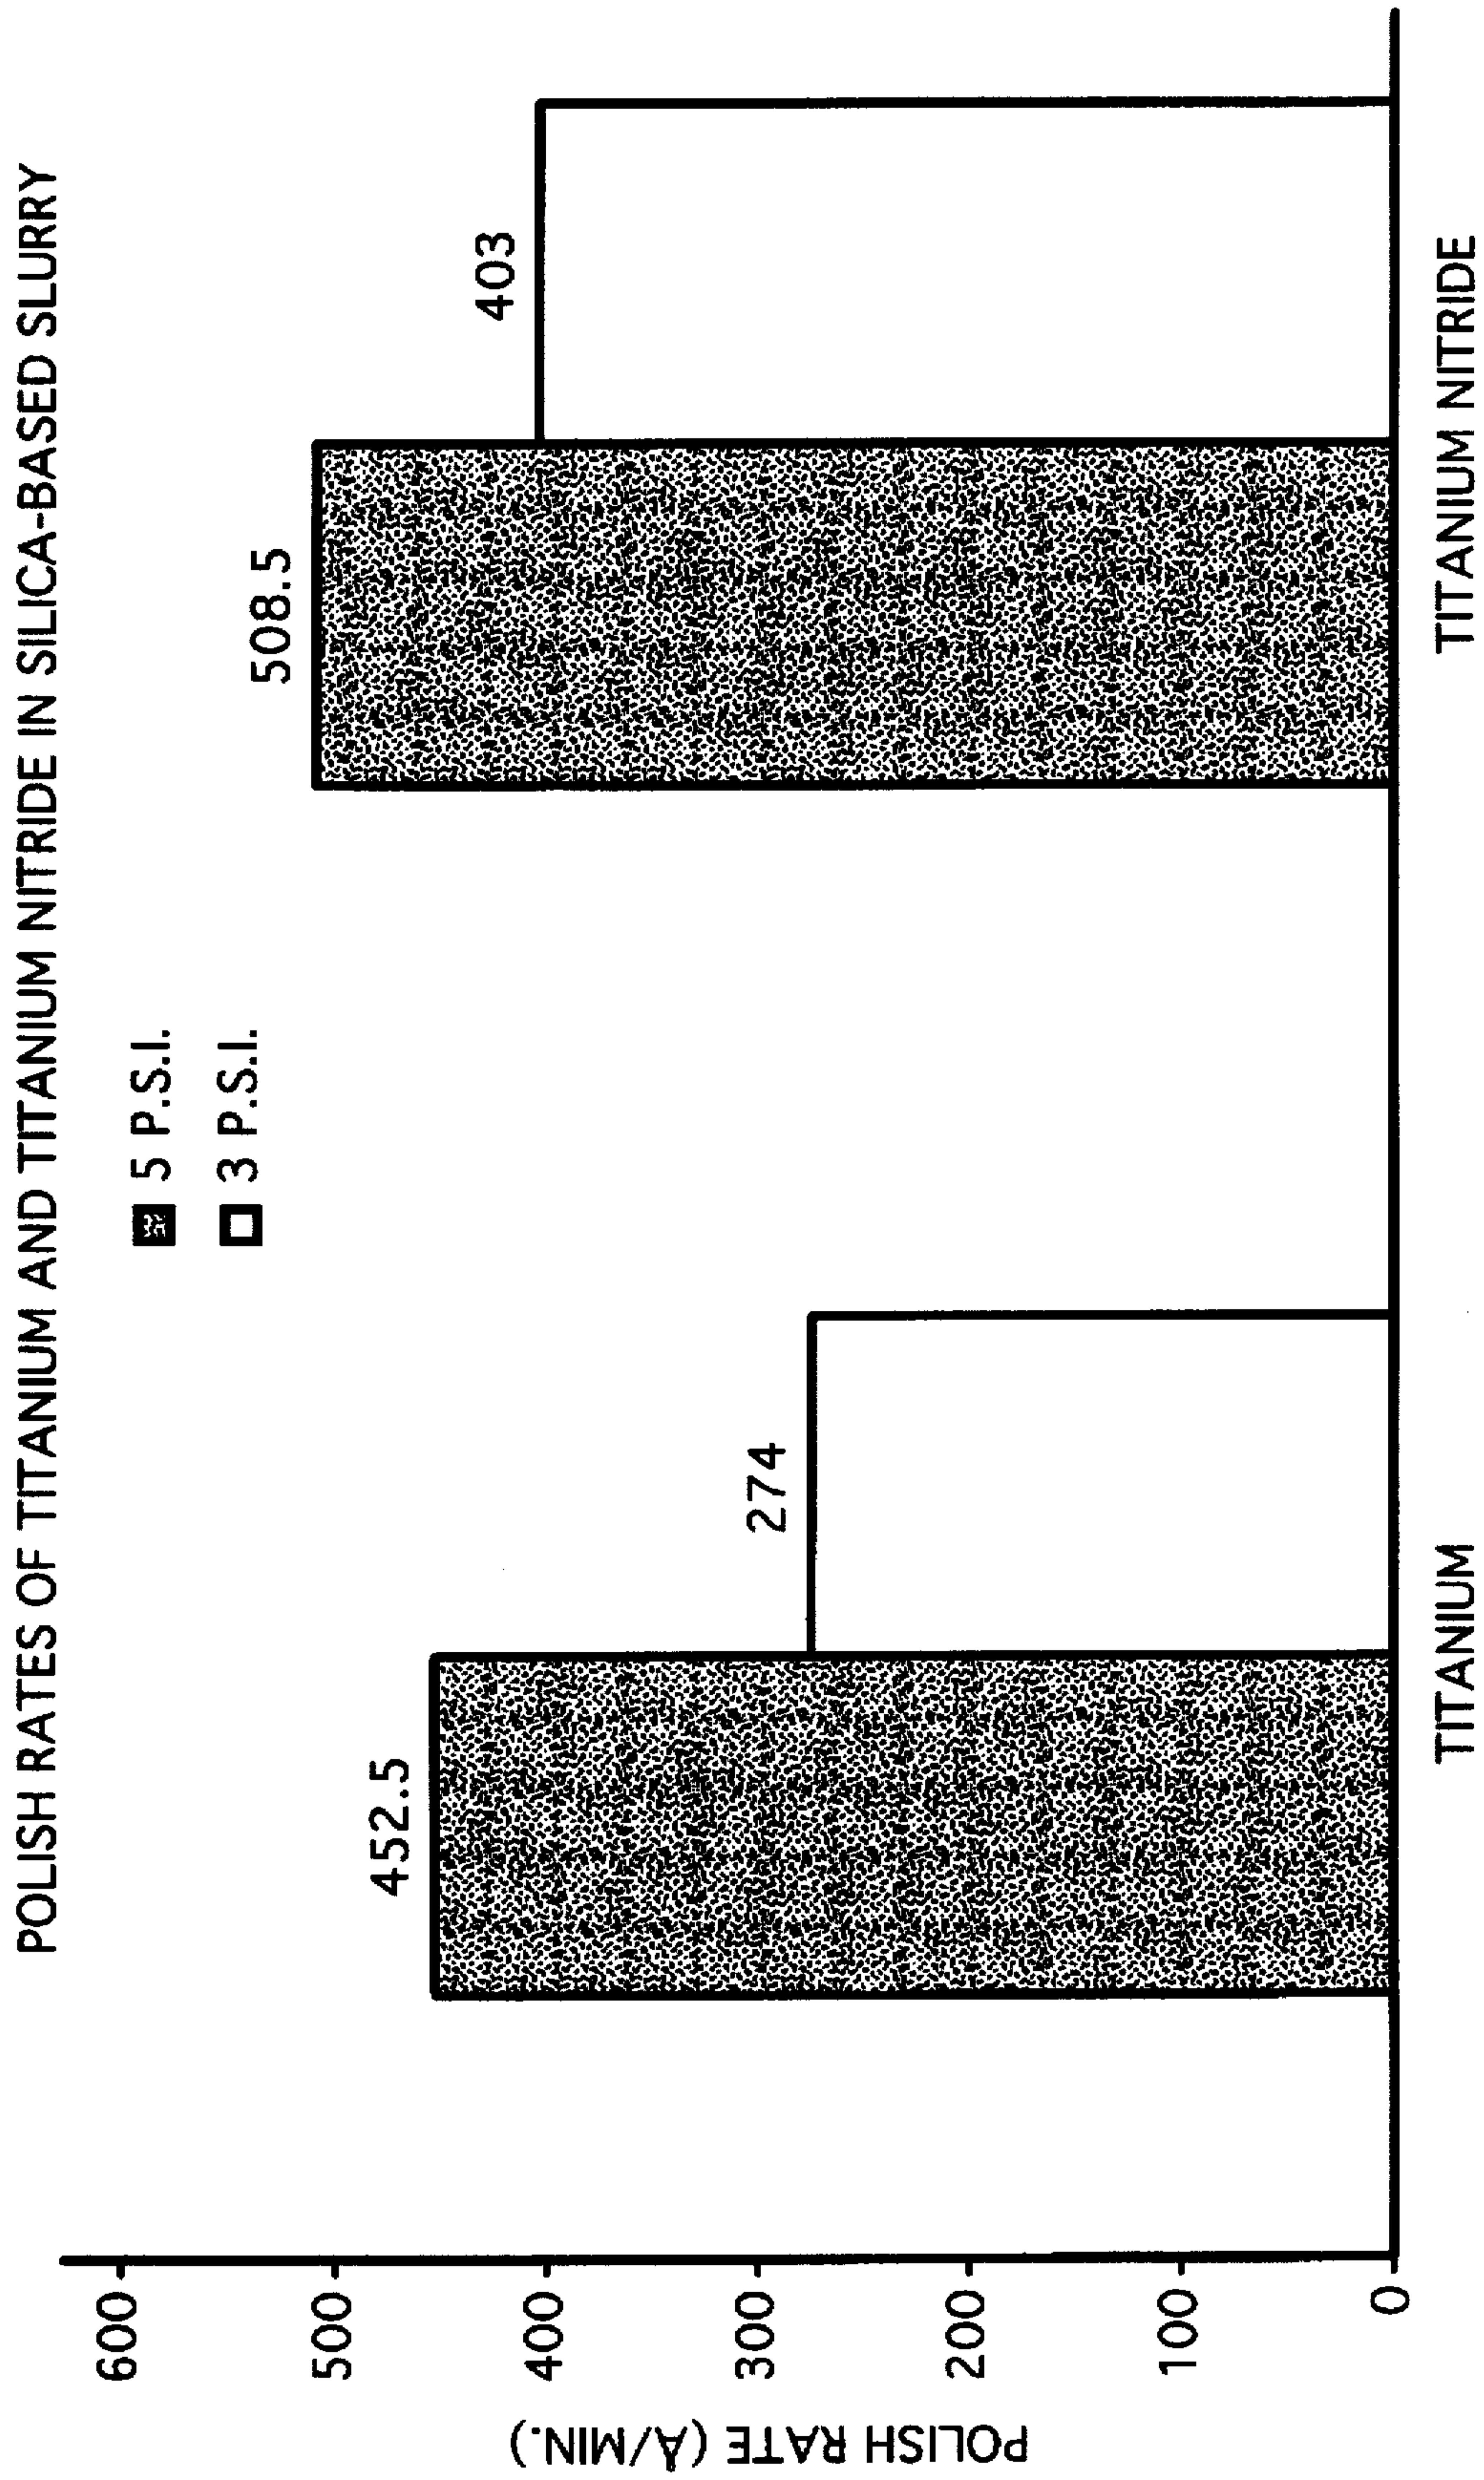 POLISH RATES OF TITANIUM AND TITANIUM NITRIDE IN SILICA-BASED SLURRY
5 P.S.I.
3 P.S.I.
POLISH RATE (Å/MIN.)
600
500
400
300
200
100
0
452.5
274
508.5
403
TITANIUM
TITANIUM NITRIDE